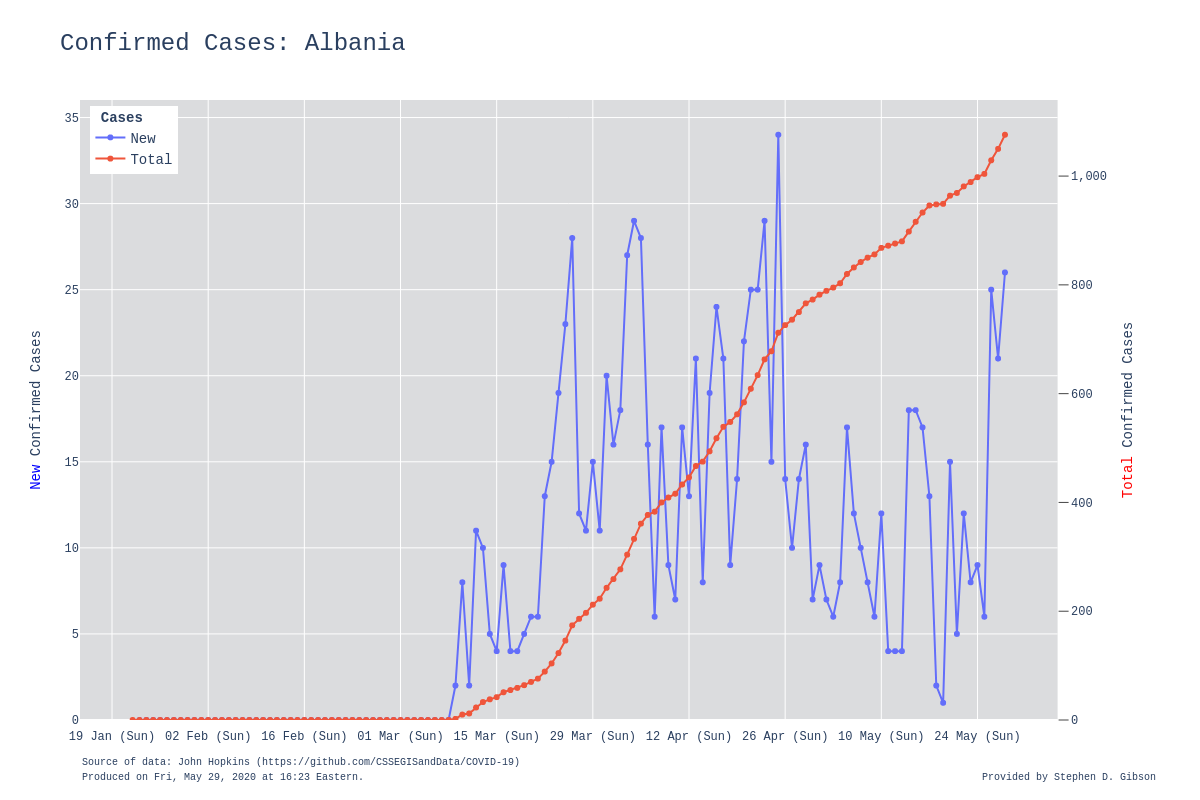 Confirmed Cases: Albania
Cases
New
Total
35
30
25
20
15
10
5
0
1,000
800
600
400
200
0
New Confirmed Cases
Total Confirmed Cases
19 Jan (Sun) 02 Feb (Sun) 16 Feb (Sun) 01 Mar (Sun) 15 Mar (Sun) 29 Mar (Sun) 12 Apr (Sun) 26 Apr (Sun) 10 May (Sun) 24 May (Sun)
Source of data: John Hopkins (https://github.com/CSSEGISandData/COVID-19)
Produced on Fri, May 29, 2020 at 16:23 Eastern.
Provided by Stephen D. Gibson